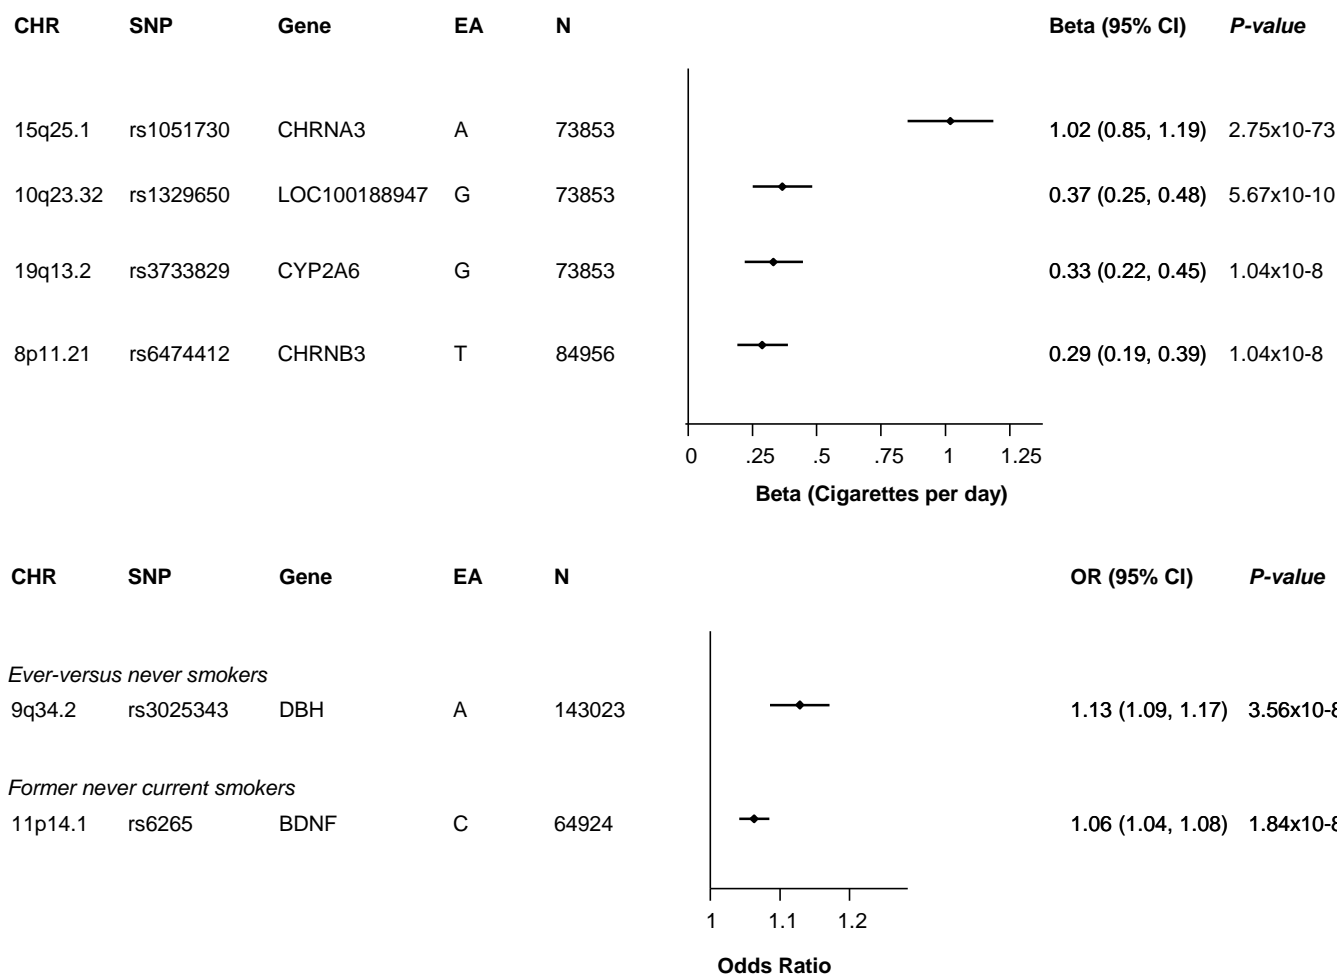 CHR SNP Gene EA N Beta (95% CI) P-value
15q25.1 rs1051730 CHRNA3 A 73853 1.02 (0.85, 1.19) 2.75x10-73
10q23.32 rs1329650 LOC100188947 G 73853 0.37 (0.25, 0.48) 5.67x10-10
19q13.2 rs3733829 CYP2A6 G 73853 0.33 (0.22, 0.45) 1.04x10-8
8p11.21 rs6474412 CHRNB3 T 84956 0.29 (0.19, 0.39) 1.04x10-8
0 .25 .5 .75 1 1.25
Beta (Cigarettes per day)
CHR SNP Gene EA N OR (95% CI) P-value
Ever-versus never smokers
9q34.2 rs3025343 DBH A 143023 1.13 (1.09, 1.17) 3.56x10-8
Former never current smokers
11p14.1 rs6265 BDNF C 64924 1.06 (1.04, 1.08) 1.84x10-8
1 1.1 1.2
Odds Ratio